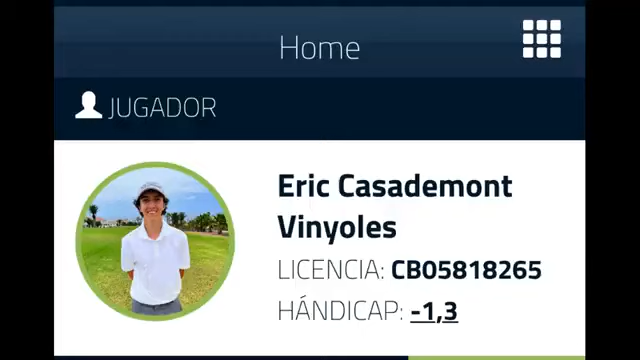 Home
JUGADOR
Eric Casademont
Vinyoles
LICENCIA: CB05818265
HÁNDICAP: -1,3